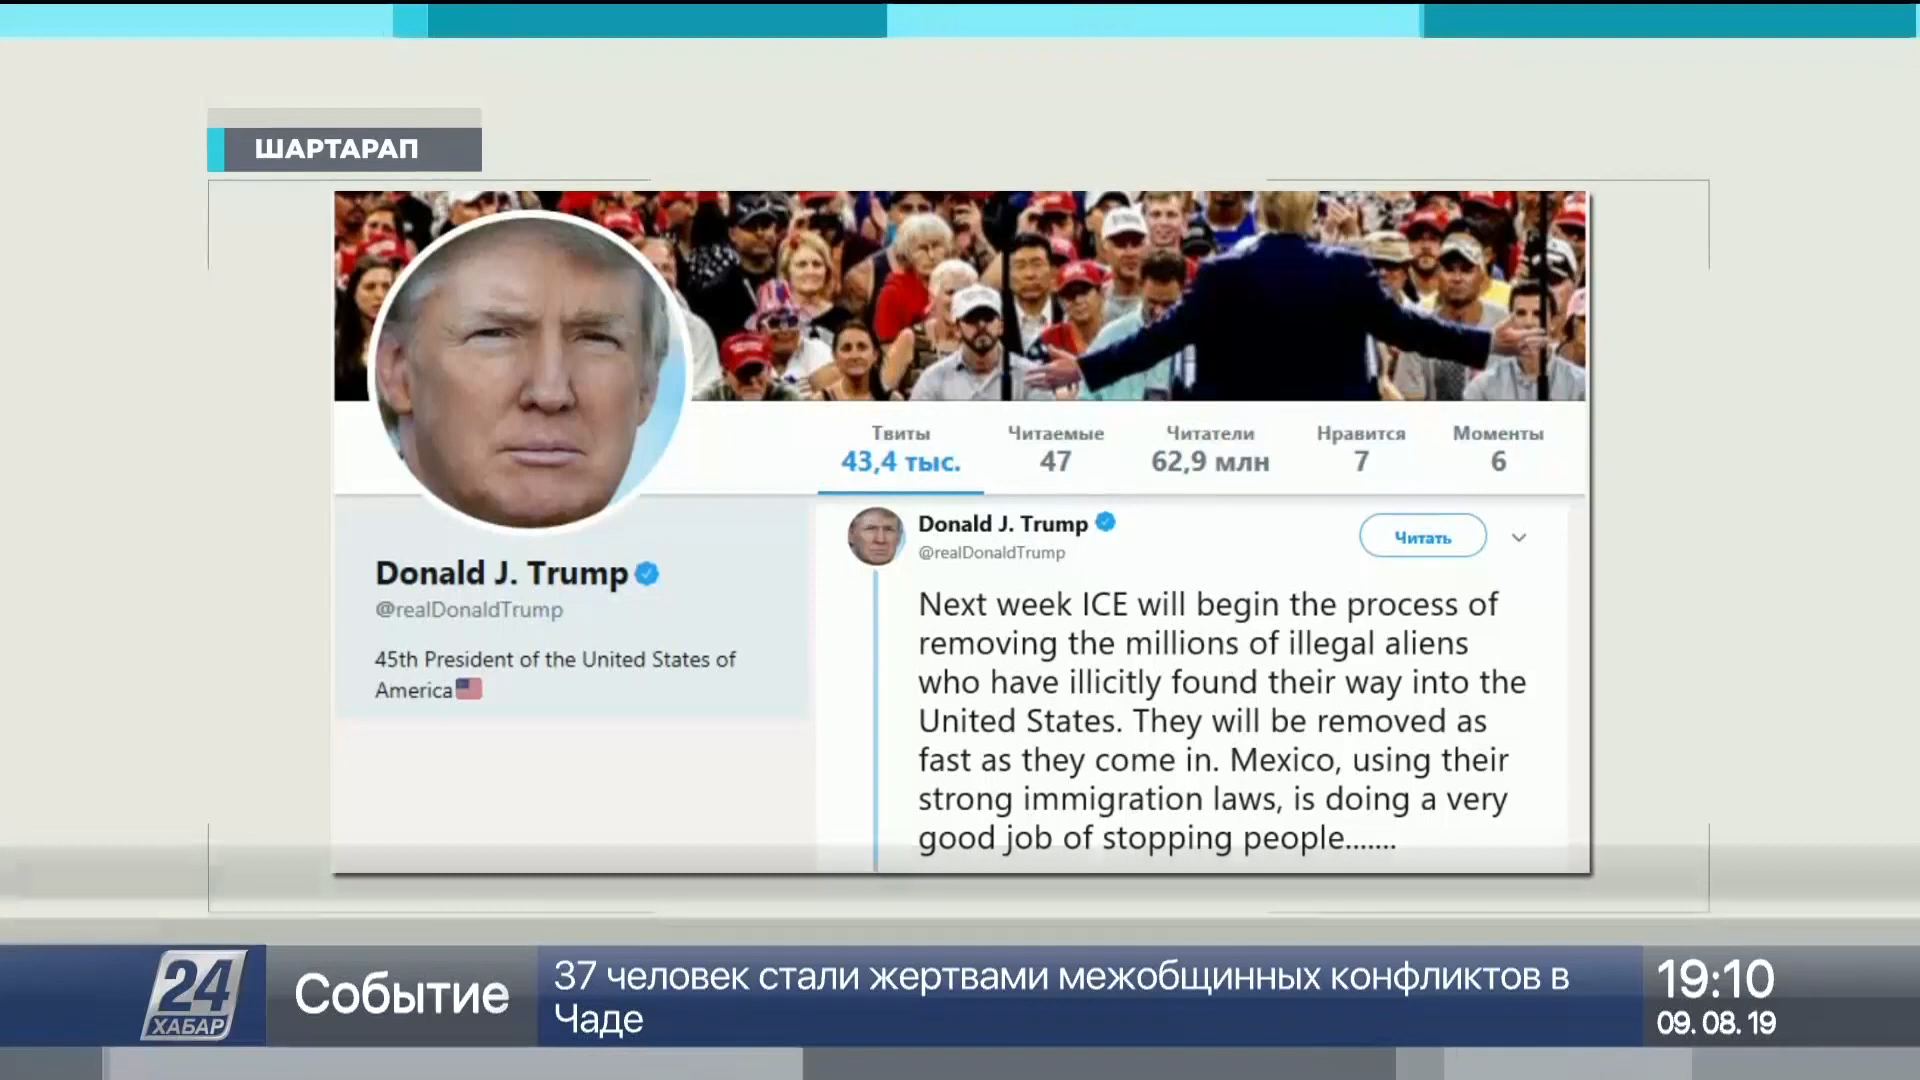 ШАРТАРАП
Твиты
43,4 тыс.
Читаемые
47
Читатели
62,9 млн
Нравится
7
Моменты
6
Donald J. Trump
@realDonaldTrump
45th President of the United States of
America
Donald J. Trump
@realDonaldTrump
Читать
Next week ICE will begin the process of
removing the millions of illegal aliens
who have illicitly found their way into the
United States. They will be removed as
fast as they come in. Mexico, using their
strong immigration laws, is doing a very
good job of stopping people.......
24
ХАБАР
Событие
37 человек стали жертвами межобщинных конфликтов в
Чаде
19:10
09. 08. 19